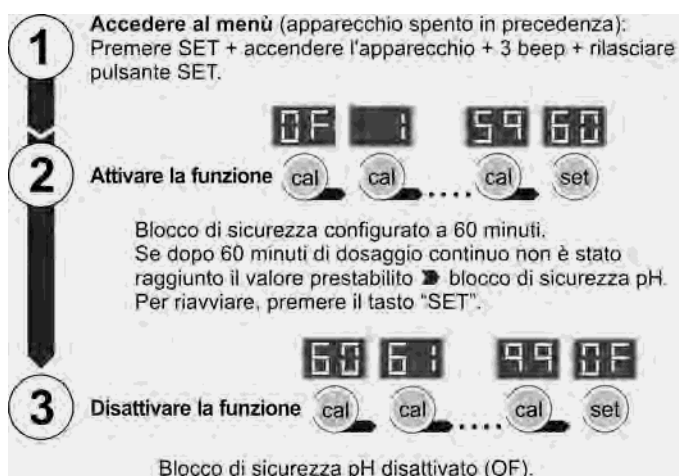 1 Accedere al menù (apparecchio spento in precedenza):
Premere SET + accendere l'apparecchio + 3 beep + rilasciare
pulsante SET.
OF 1 59 60
2 Attivare la funzione cal cal .... cal set
Blocco di sicurezza configurato a 60 minuti.
Se dopo 60 minuti di dosaggio continuo non è stato
raggiunto il valore prestabilito blocco di sicurezza pH.
Per riavviare, premere il tasto “SET”.
60 61 99 OF
3 Disattivare la funzione cal cal .... cal set
Blocco di sicurezza pH disattivato (OF).